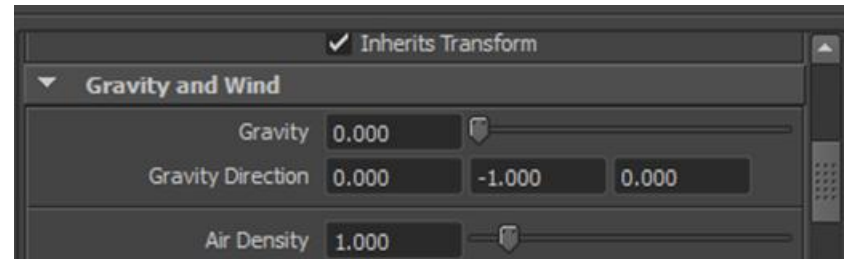 Inherits Transform
Gravity and Wind
Gravity 0.000
Gravity Direction 0.000 -1.000 0.000
Air Density 1.000